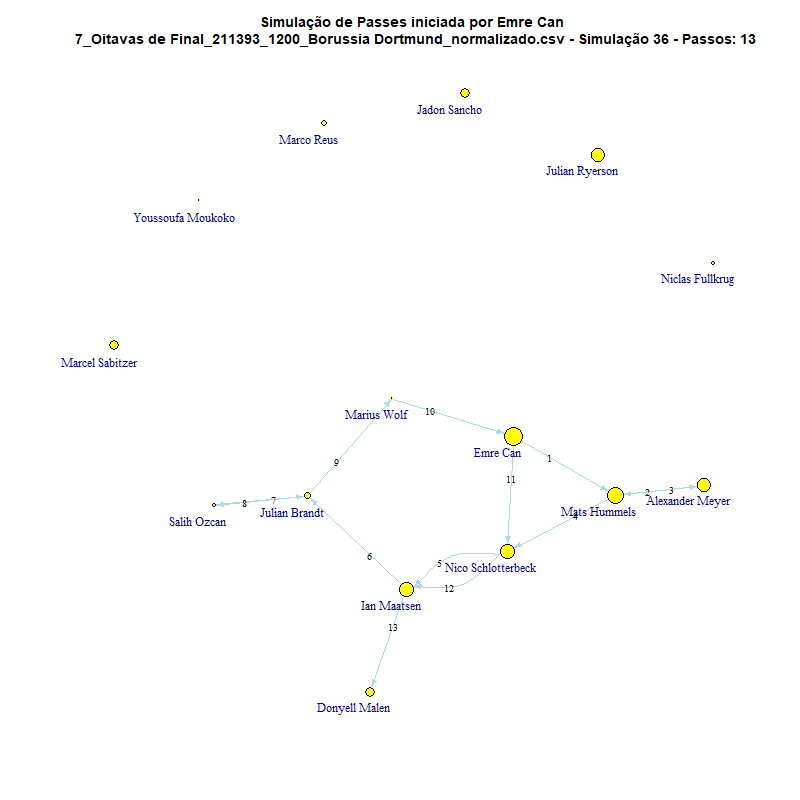 Simulação de Passes iniciada por Emre Can
7_Oitavas de Final_211393_1200_Borussia Dortmund_normalizado.csv - Simulação 36 - Passos: 13
Jadon Sancho
Marco Reus
Julian Ryerson
Youssoufa Moukoko
Niclas Fullkrug
Marcel Sabitzer
Marius Wolf
10
Emre Can
1
9
11
2
3
8
7
Alexander Meyer
Salih Ozcan
Julian Brandt
Mats Hummels
4
6
5
Nico Schlotterbeck
12
Ian Maatsen
13
Donyell Malen